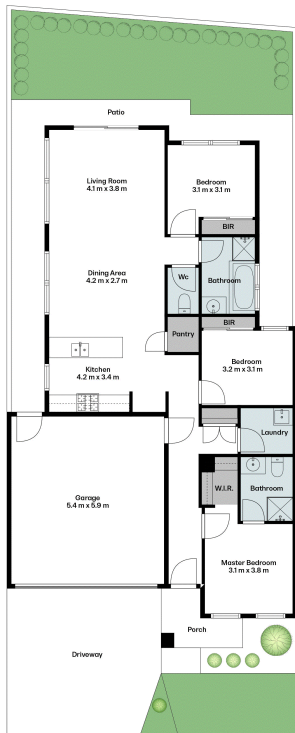 Patio
Living Room
4.1 m x 3.8 m
Bedroom
3.1 m x 3.1 m
BIR
Dining Area
4.2 m x 2.7 m
Wc
Bathroom
BIR
Pantry
Kitchen
4.2 m x 3.4 m
Bedroom
3.2 m x 3.1 m
Laundry
W.I.R.
Bathroom
Garage
5.4 m x 5.9 m
Master Bedroom
3.1 m x 3.8 m
Porch
Driveway